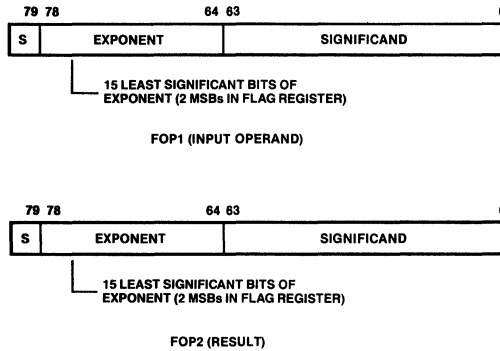 79 78 64 63
S EXPONENT SIGNIFICAND
15 LEAST SIGNIFICANT BITS OF
EXPONENT (2 MSBs IN FLAG REGISTER)
FOP1 (INPUT OPERAND)
79 78 64 63
S EXPONENT SIGNIFICAND
15 LEAST SIGNIFICANT BITS OF
EXPONENT (2 MSBs IN FLAG REGISTER)
FOP2 (RESULT)